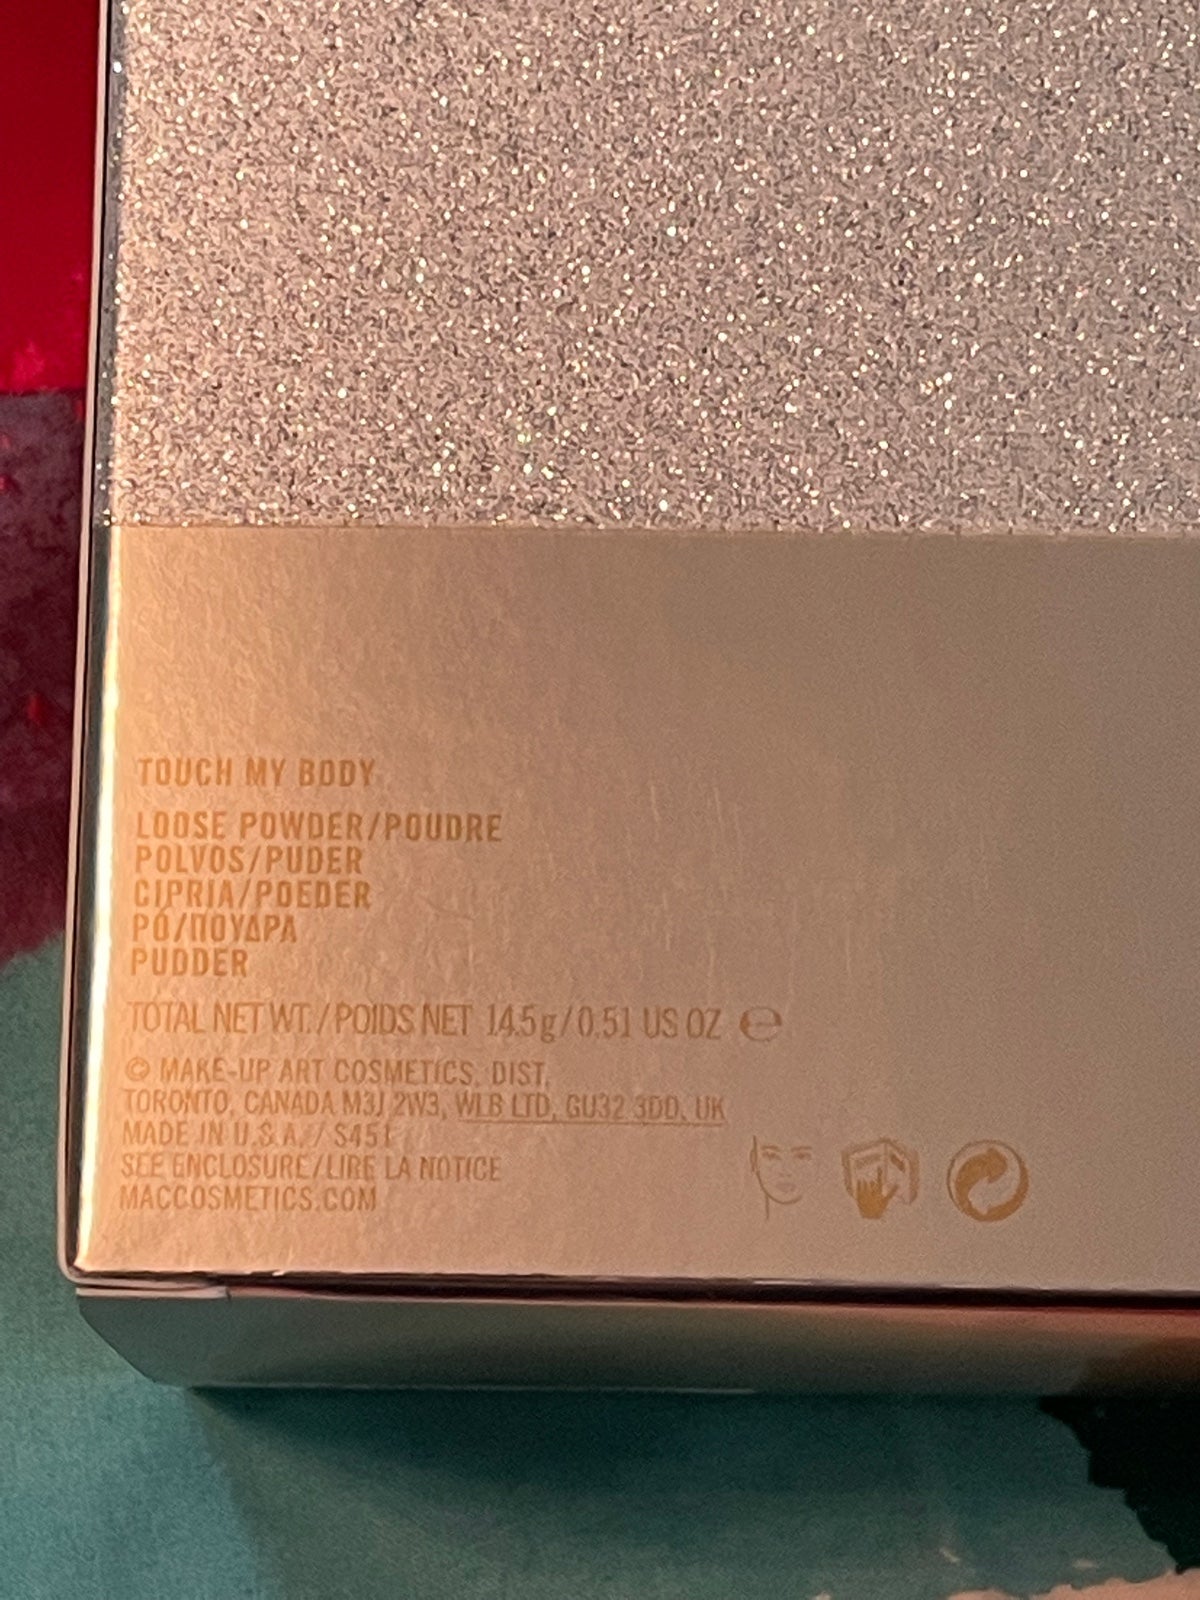 TOUCH MY BODY
LOOSE POWDER/POUDRE
POLVOS/PUDER
CIPRIA/POEDER
PÓ/ΠΟΥΔΡΑ
PUDDER
TOTAL NET WT./POIDS NET 14.5g/0.51 US OZ ℮
© MAKE-UP ART COSMETICS, DIST,
TORONTO, CANADA M3J 2W3, WLB LTD, GU32 3DD, UK
MADE IN U.S.A. / S451
SEE ENCLOSURE/LIRE LA NOTICE
MACCOSMETICS.COM